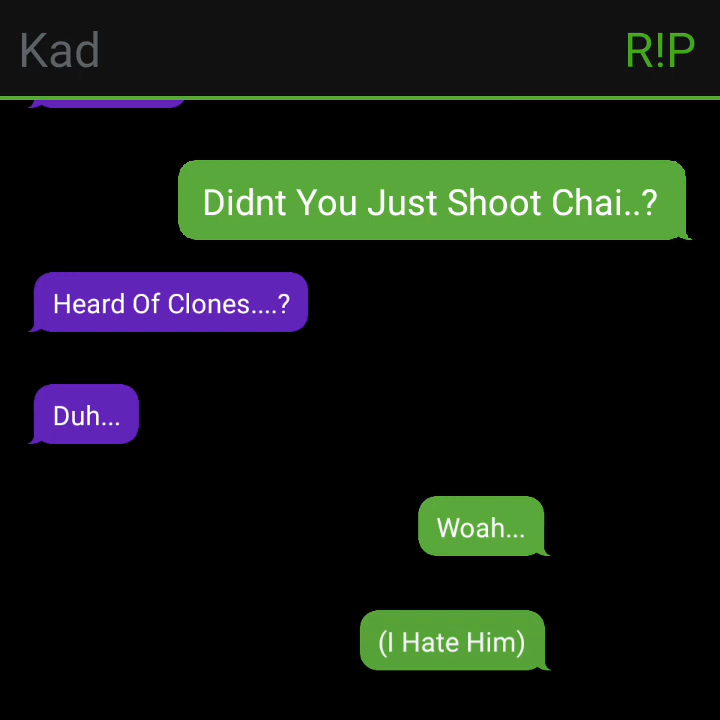 Kad
R!P
Didnt You Just Shoot Chai..?
Heard Of Clones....?
Duh...
Woah...
(I Hate Him)